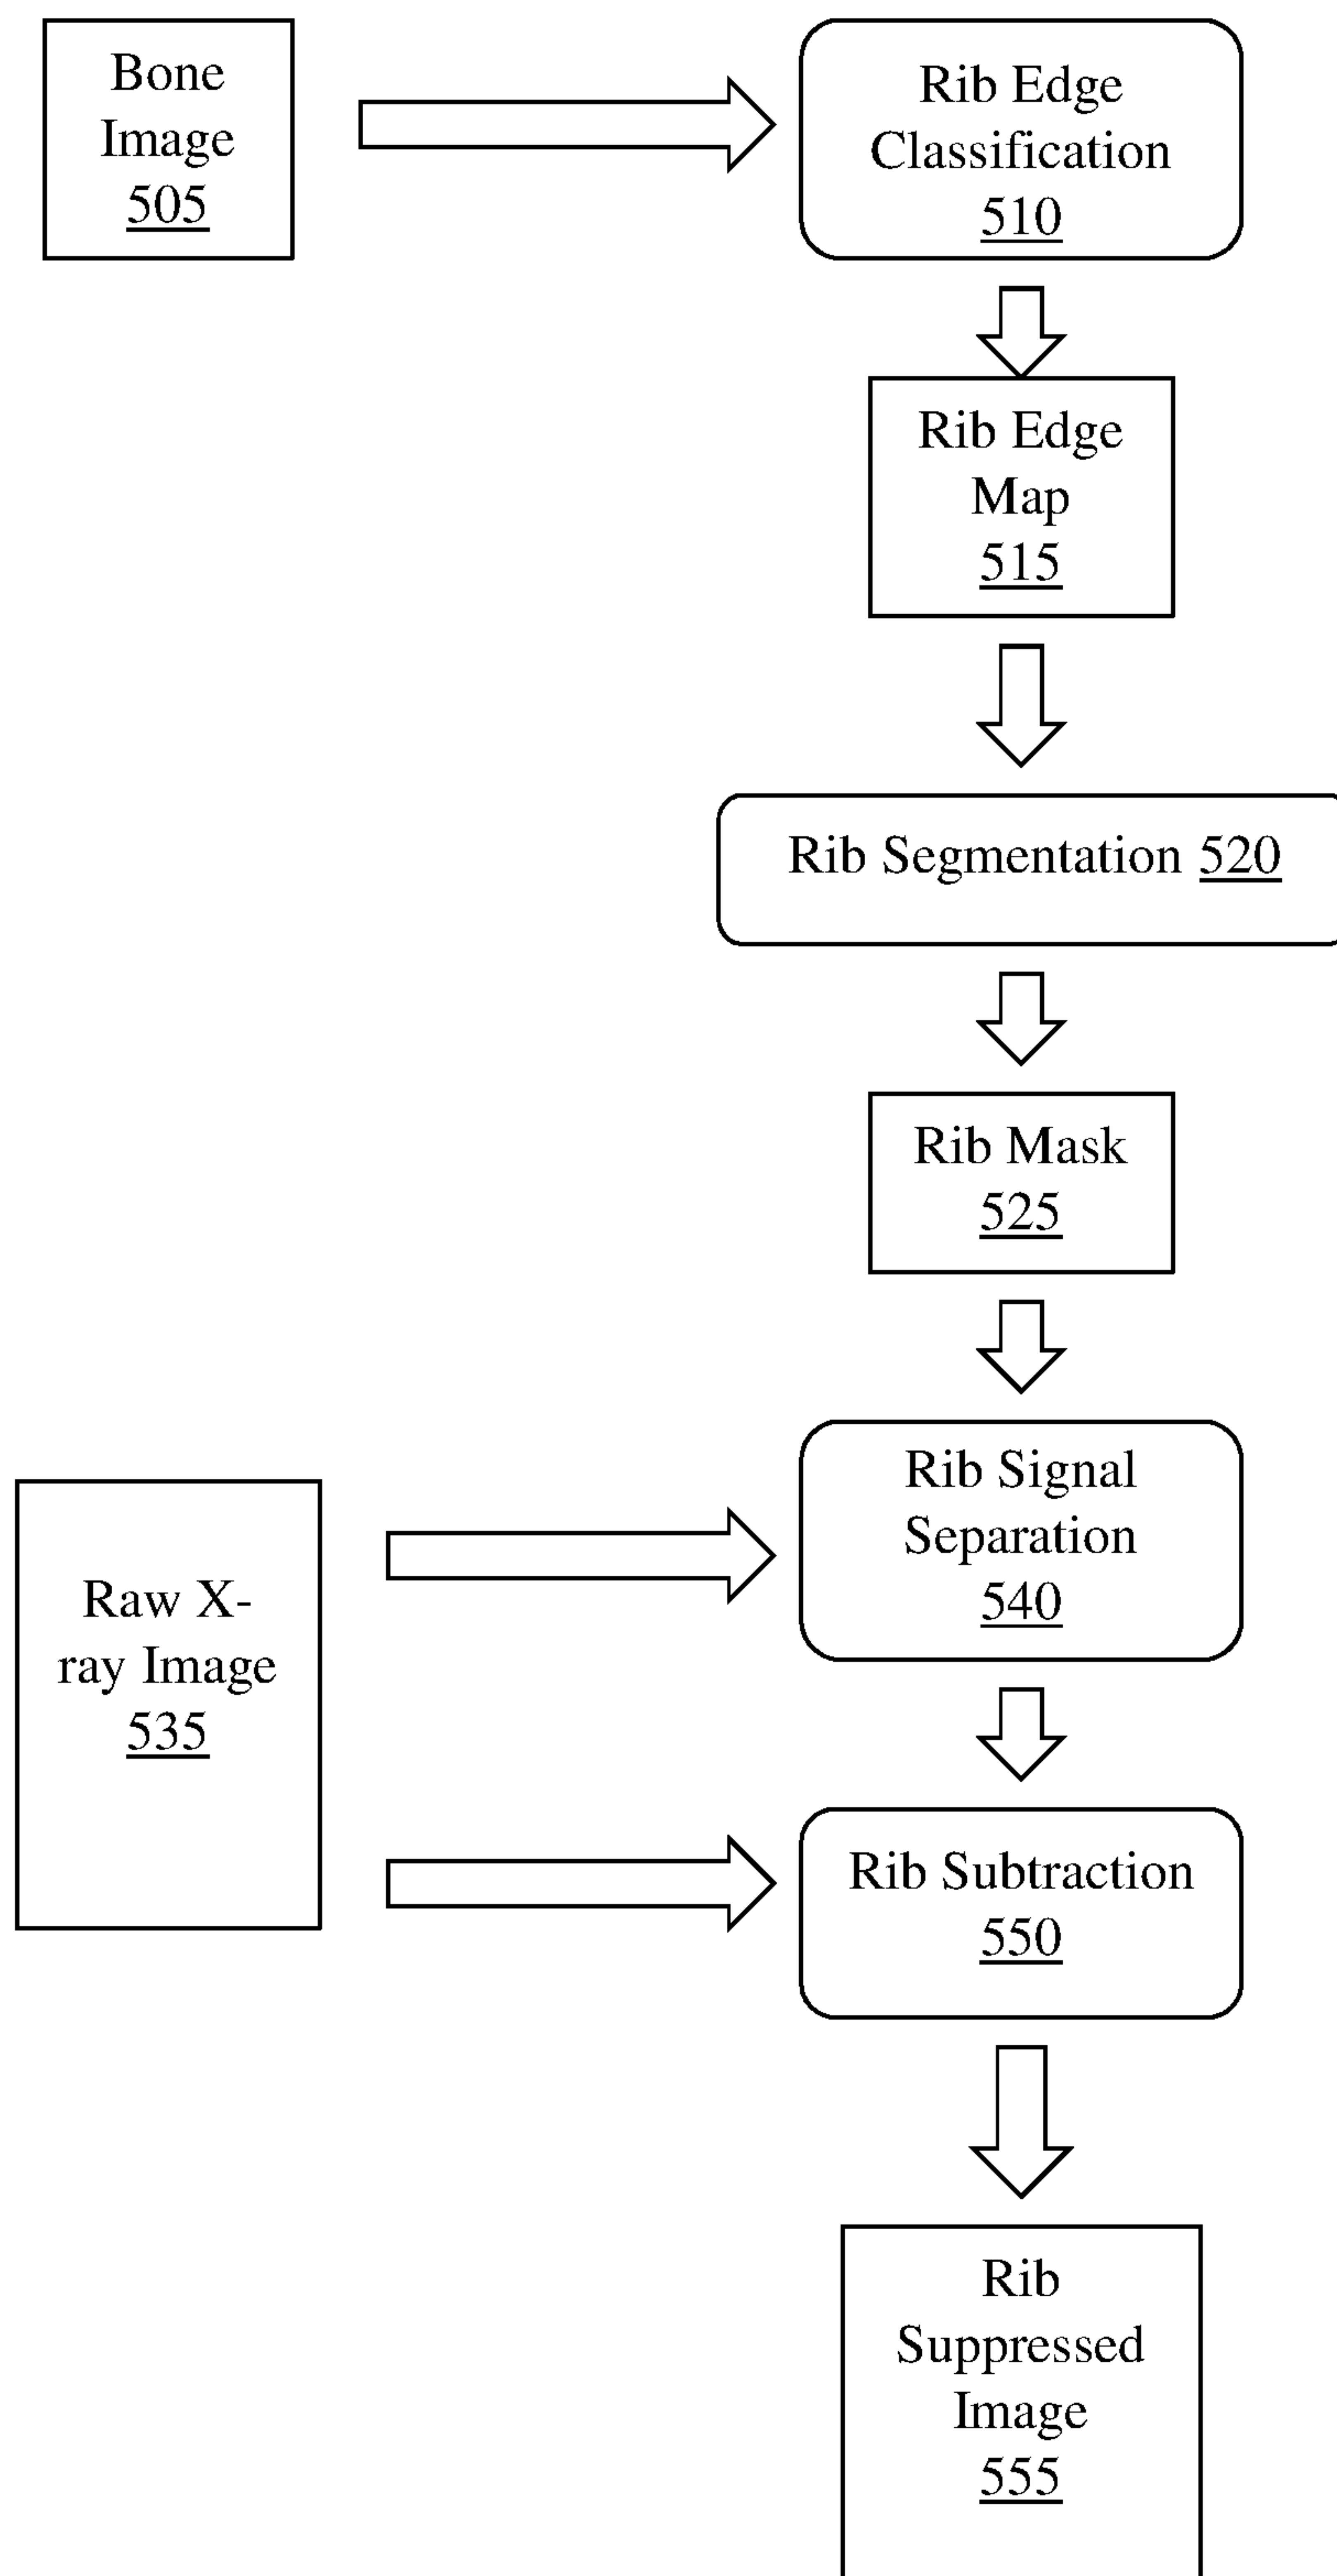 Bone
Image
505
Rib Edge
Classification
510
Rib Edge
Map
515
Rib Segmentation 520
Rib Mask
525
Rib Signal
Separation
540
Raw X-
ray Image
535
Rib Subtraction
550
Rib
Suppressed
Image
555